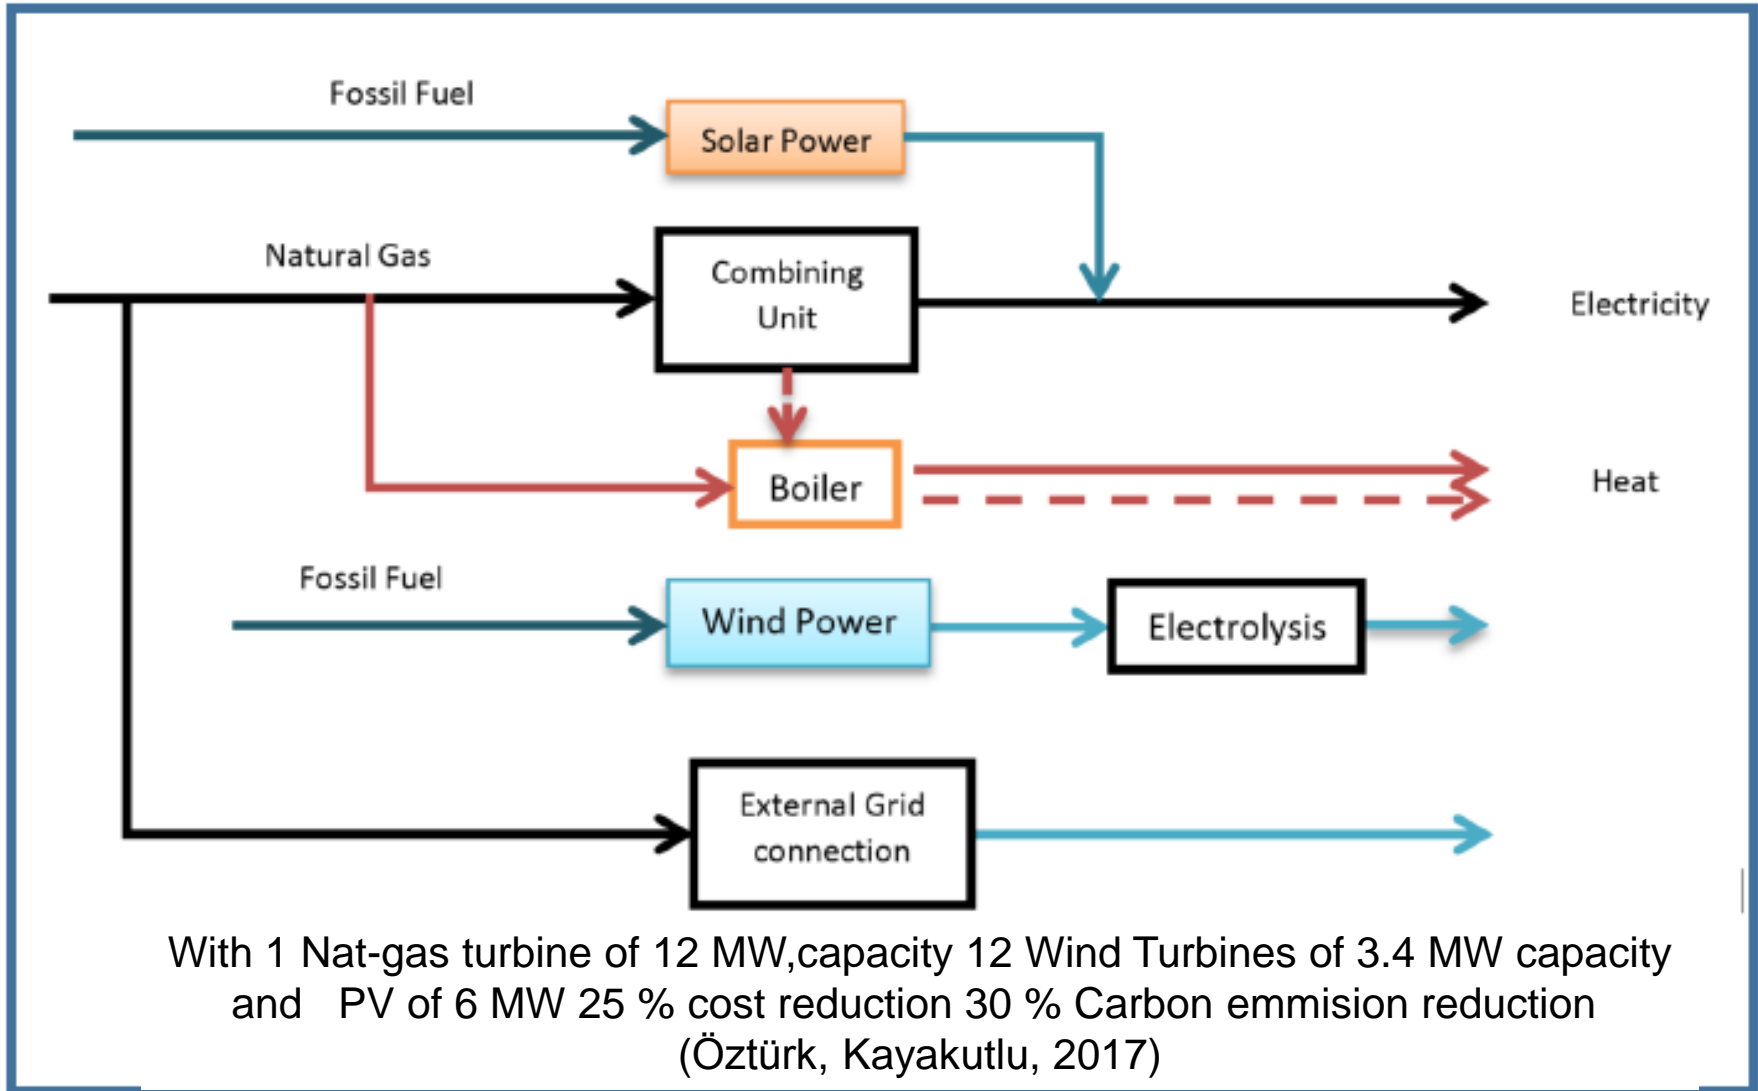 Fossil Fuel
Solar Power
Natural Gas
Combining
Unit
Electricity
Boiler
Heat
Fossil Fuel
Wind Power
Electrolysis
External Grid
connection
With 1 Nat-gas turbine of 12 MW,capacity 12 Wind Turbines of 3.4 MW capacity
and PV of 6 MW 25 % cost reduction 30 % Carbon emmision reduction
(Öztürk, Kayakutlu, 2017)